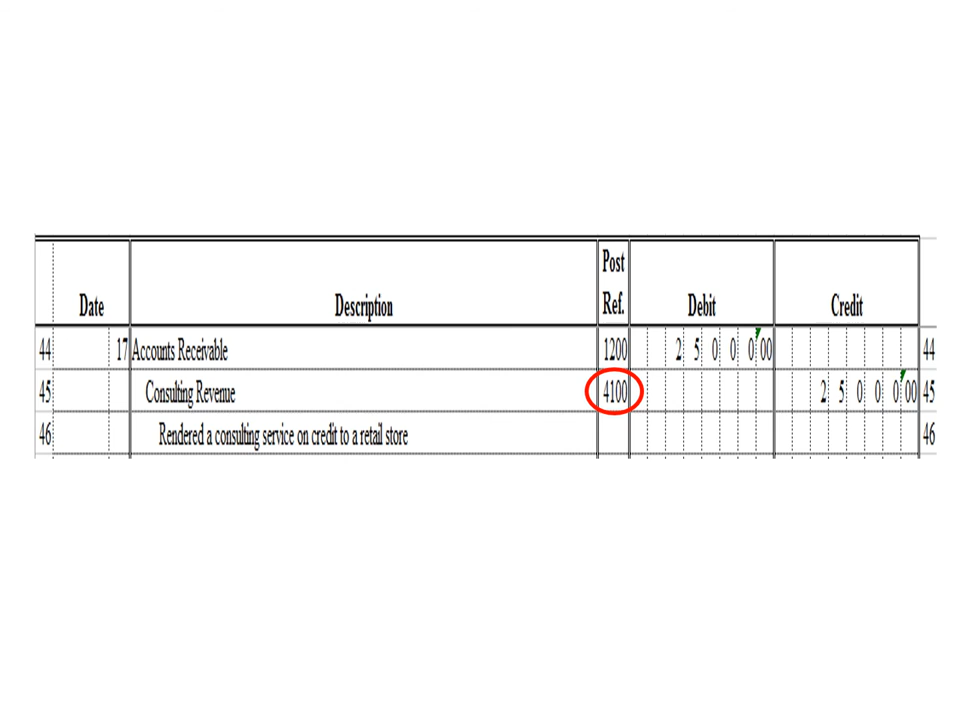 Post
Date Description Ref. Debit Credit
44 17 Accounts Receivable 1200 2 5 0 0 0 00 44
45 Consulting Revenue 4100 2 5 0 0 0 00 45
46 Rendered a consulting service on credit to a retail store 46